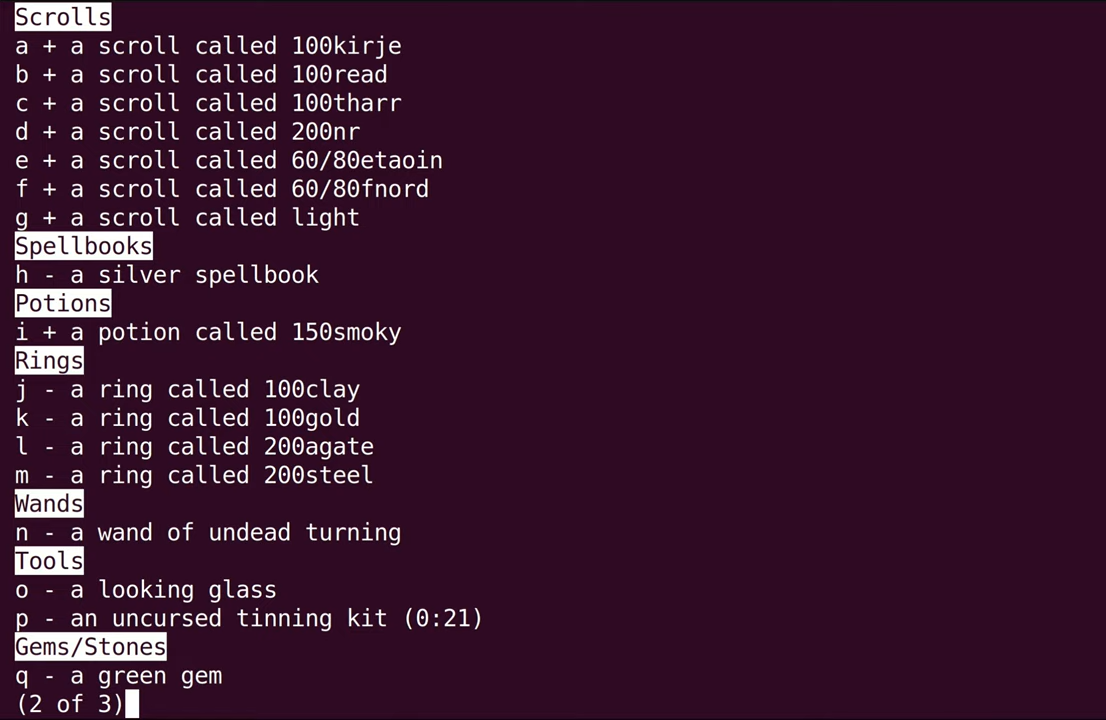 Scrolls
a + a scroll called 100kirje
b + a scroll called 100read
c + a scroll called 100tharr
d + a scroll called 200nr
e + a scroll called 60/80etaoin
f + a scroll called 60/80fnord
g + a scroll called light
Spellbooks
h - a silver spellbook
Potions
i + a potion called 150smoky
Rings
j - a ring called 100clay
k - a ring called 100gold
l - a ring called 200agate
m - a ring called 200steel
Wands
n - a wand of undead turning
Tools
o - a looking glass
p - an uncursed tinning kit (0:21)
Gems/Stones
q - a green gem
(2 of 3)